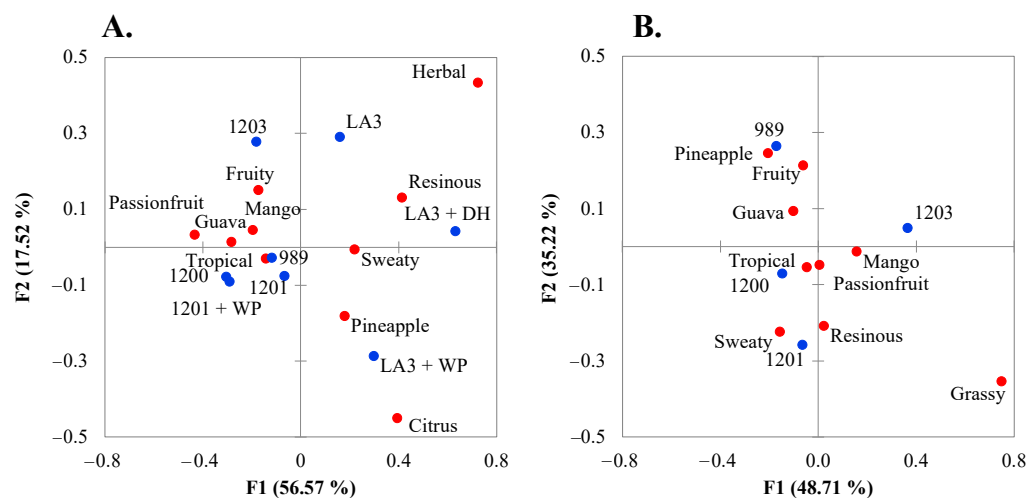 A.
0.5
0.3
0.1
−0.1
−0.3
−0.5
F2 (17.52 %)
Herbal
LA3
1203
Fruity
Resinous
Passionfruit
Mango
Guava
LA3 + DH
Tropical
989
Sweaty
1200
1201
1201 + WP
Pineapple
LA3 + WP
Citrus
−0.8
−0.4
0
0.4
0.8
F1 (56.57 %)
B.
0.5
0.3
0.1
−0.1
−0.3
−0.5
F2 (35.22 %)
989
Pineapple
Fruity
Guava
1203
Tropical
Mango
1200
Passionfruit
Sweaty
Resinous
1201
Grassy
−0.8
−0.4
0.0
0.4
0.8
F1 (48.71 %)